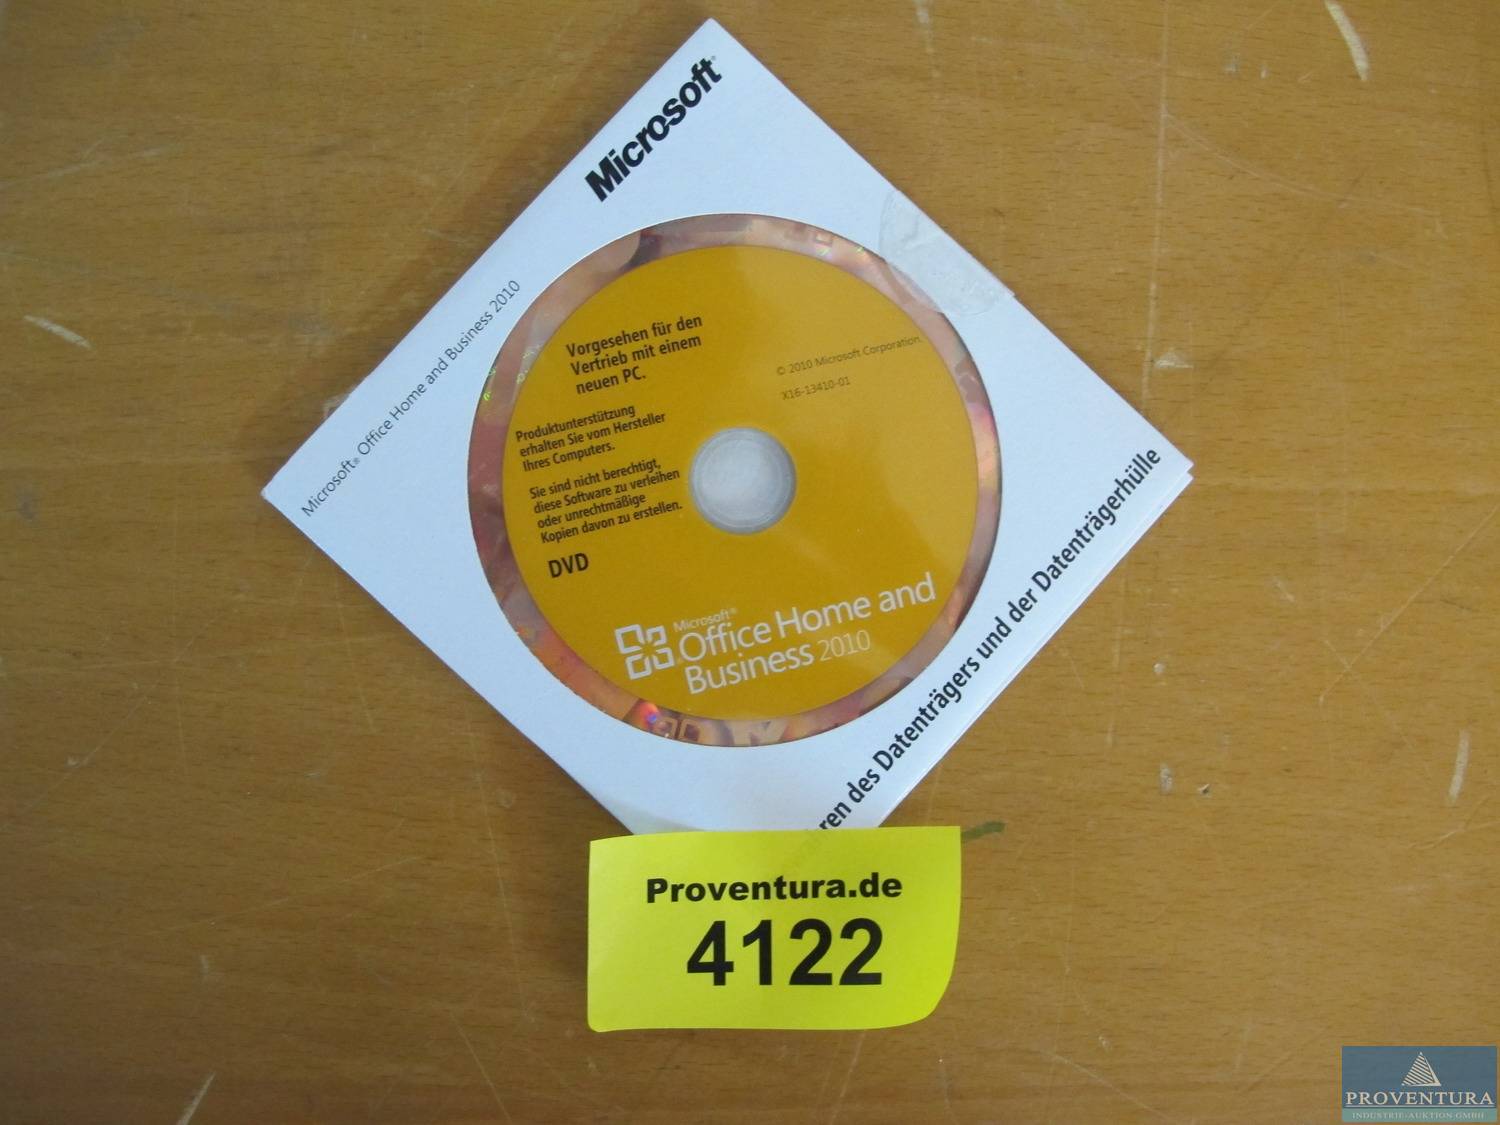 Microsoft
Microsoft® Office Home and Business 2010
Vorgesehen für den
Vertrieb mit einem
neuen PC.
© 2010 Microsoft Corporation.
X16-13410-01
Produktunterstützung
erhalten Sie vom Hersteller
Ihres Computers.
Sie sind nicht berechtigt,
diese Software zu verleihen
oder unrechtmäßige
Kopien davon zu erstellen.
DVD
Microsoft®
Office Home and
Business 2010
des Datenträgers und der Datenträgerhülle
Proventura.de
4122
PROVENTURA
INDUSTRIE-AUKTION-GMBH